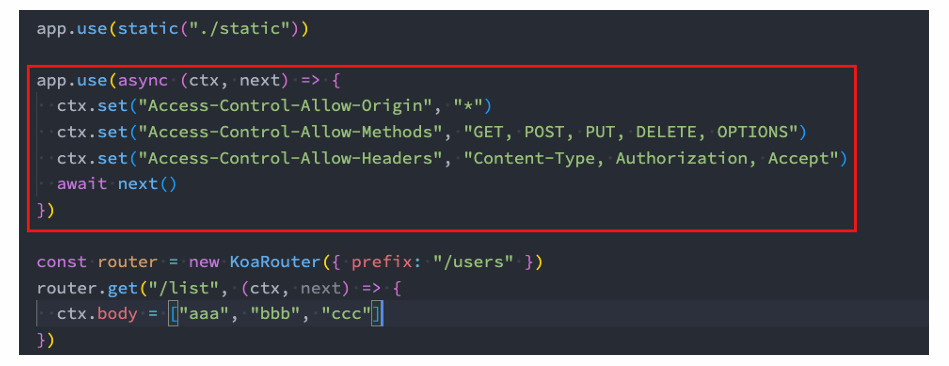 app.use(static("./static"))
app.use(async (ctx, next) => {
ctx.set("Access-Control-Allow-Origin", "*")
ctx.set("Access-Control-Allow-Methods", "GET, POST, PUT, DELETE, OPTIONS")
ctx.set("Access-Control-Allow-Headers", "Content-Type, Authorization, Accept")
await next()
})
const router = new KoaRouter({ prefix: "/users" })
router.get("/list", (ctx, next) => {
ctx.body = ["aaa", "bbb", "ccc"]
})